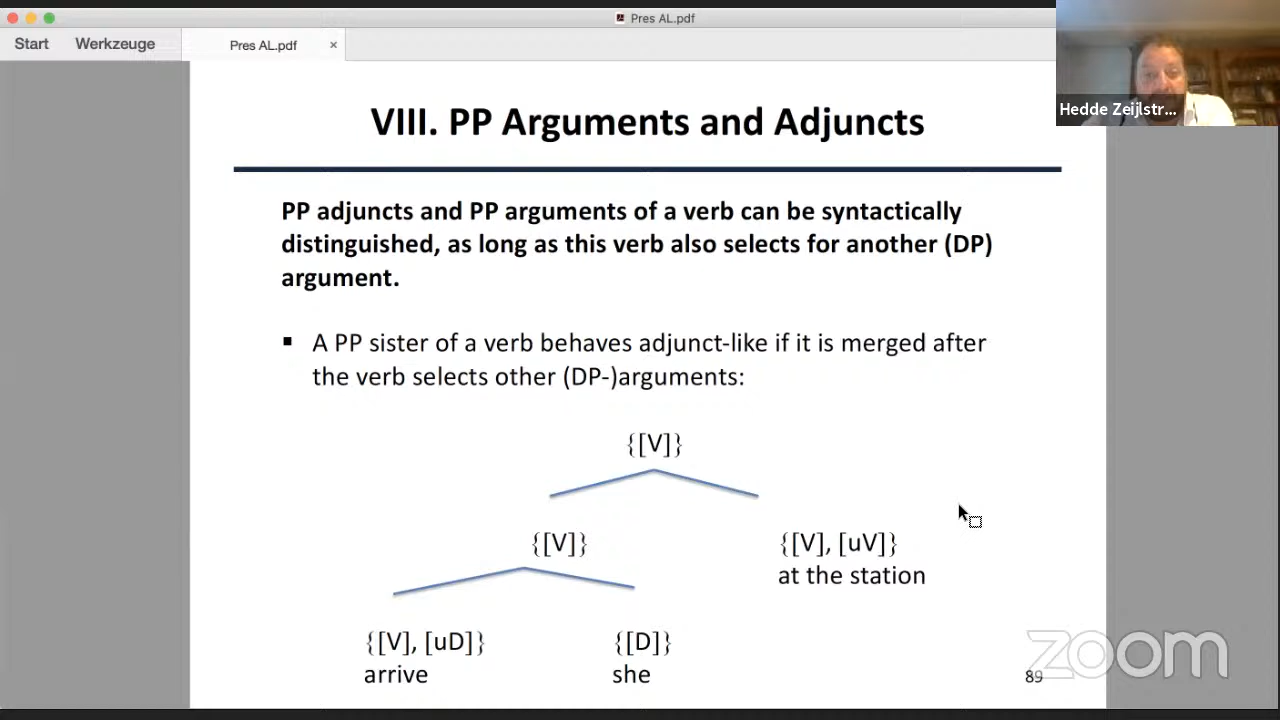 Pres AL.pdf
Start Werkzeuge Pres AL.pdf ×
Hedde Zeijlstr...
VIII. PP Arguments and Adjuncts
PP adjuncts and PP arguments of a verb can be syntactically
distinguished, as long as this verb also selects for another (DP)
argument.
▪ A PP sister of a verb behaves adjunct-like if it is merged after
the verb selects other (DP-)arguments:
{[V]}
{[V]} {[V], [uV]}
at the station
{[V], [uD]} {[D]}
arrive she
zoom
89